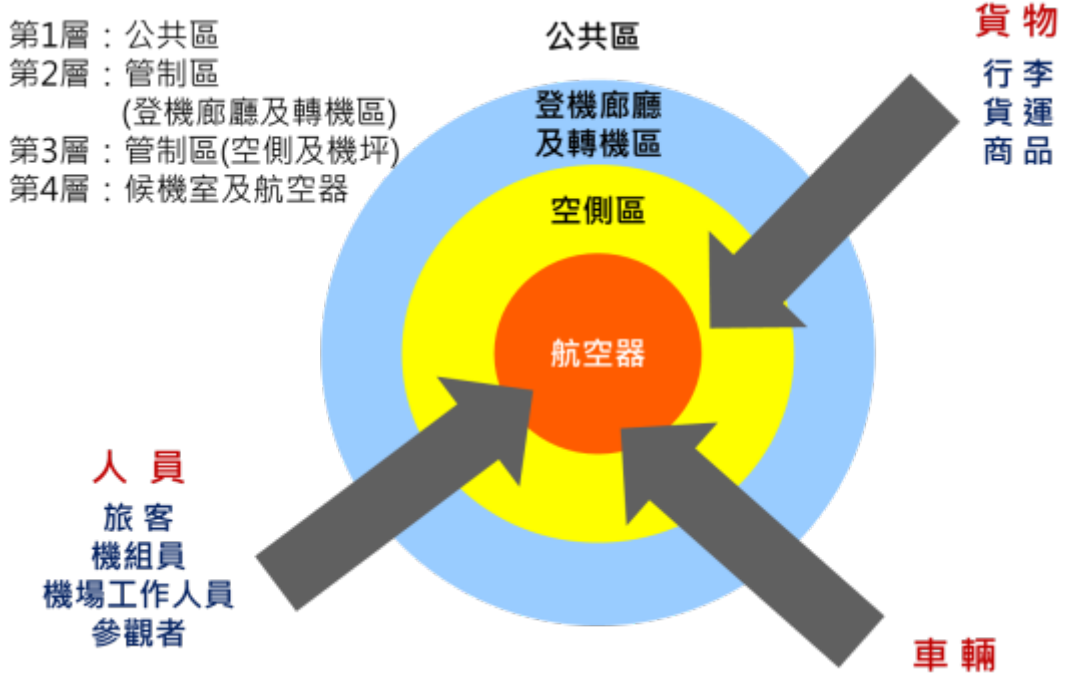 第1層：公共區
第2層：管制區
(登機廊廳及轉機區)
第3層：管制區(空側及機坪)
第4層：候機室及航空器
公共區
登機廊廳
及轉機區
空側區
航空器
貨 物
行 李
貨 運
商 品
人 員
旅 客
機組員
機場工作人員
參觀者
車 輛